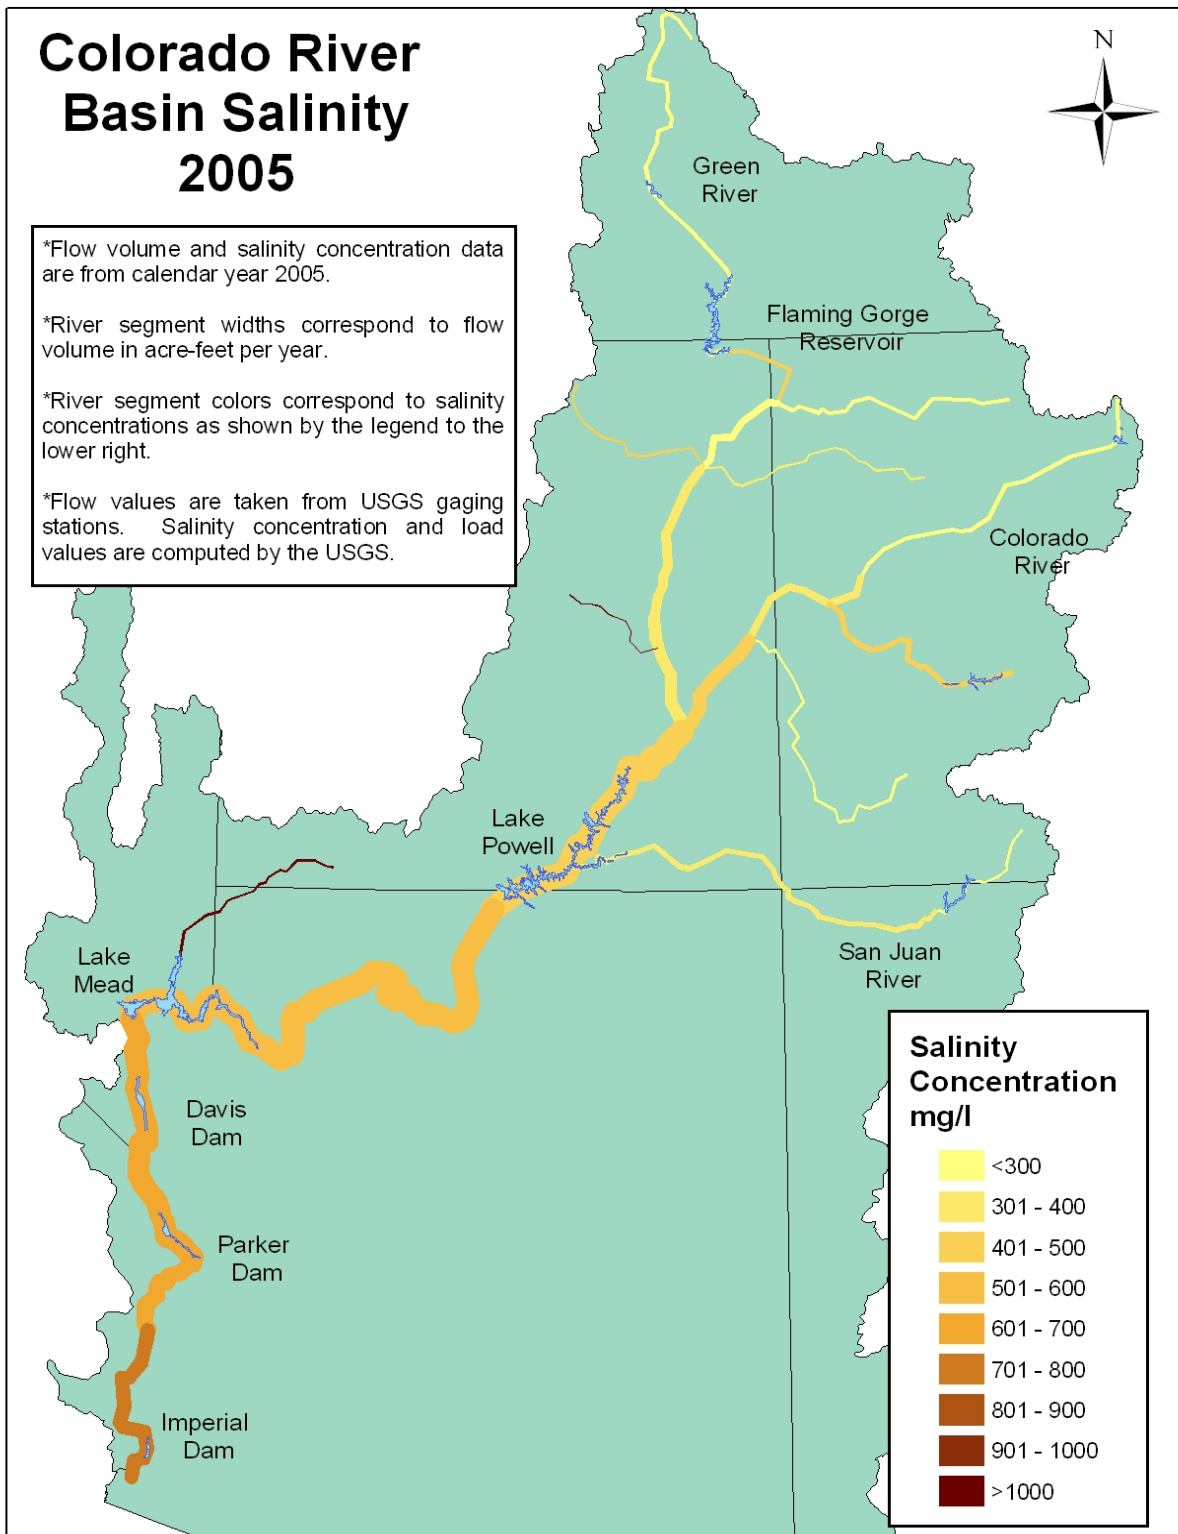 Colorado River
Basin Salinity
2005
N
*Flow volume and salinity concentration data
are from calendar year 2005.
*River segment widths correspond to flow
volume in acre-feet per year.
*River segment colors correspond to salinity
concentrations as shown by the legend to the
lower right.
*Flow values are taken from USGS gaging
stations. Salinity concentration and load
values are computed by the USGS.
Green
River
Flaming Gorge
Reservoir
Colorado
River
Lake
Powell
San Juan
River
Lake
Mead
Davis
Dam
Parker
Dam
Imperial
Dam
Salinity
Concentration
mg/l
<300
301 - 400
401 - 500
501 - 600
601 - 700
701 - 800
801 - 900
901 - 1000
>1000